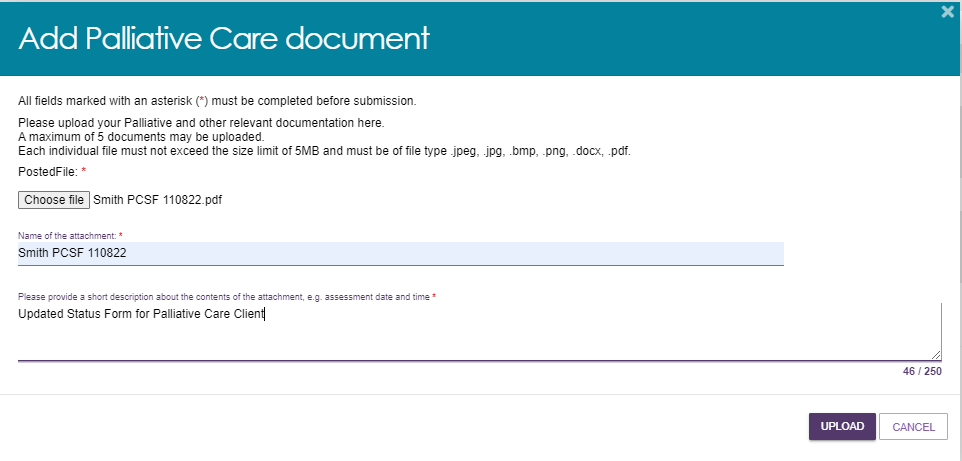 Add Palliative Care document
All fields marked with an asterisk (*) must be completed before submission.
Please upload your Palliative and other relevant documentation here.
A maximum of 5 documents may be uploaded.
Each individual file must not exceed the size limit of 5MB and must be of file type .jpeg, .jpg, .bmp, .png, .docx, .pdf.
PostedFile: *
Choose file Smith PCSF 110822.pdf
Name of the attachment: *
Smith PCSF 110822
Please provide a short description about the contents of the attachment, e.g. assessment date and time *
Updated Status Form for Palliative Care Client
46 / 250
UPLOAD CANCEL